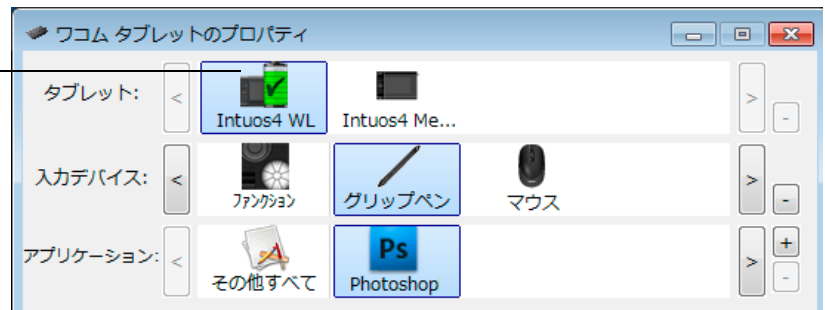 ワコム タブレットのプロパティ
タブレット:
<
Intuos4 WL
Intuos4 Me...
>
-
入力デバイス:
<
ファンクション
グリップペン
マウス
>
-
アプリケーション:
<
その他すべて
Ps
Photoshop
>
+
-